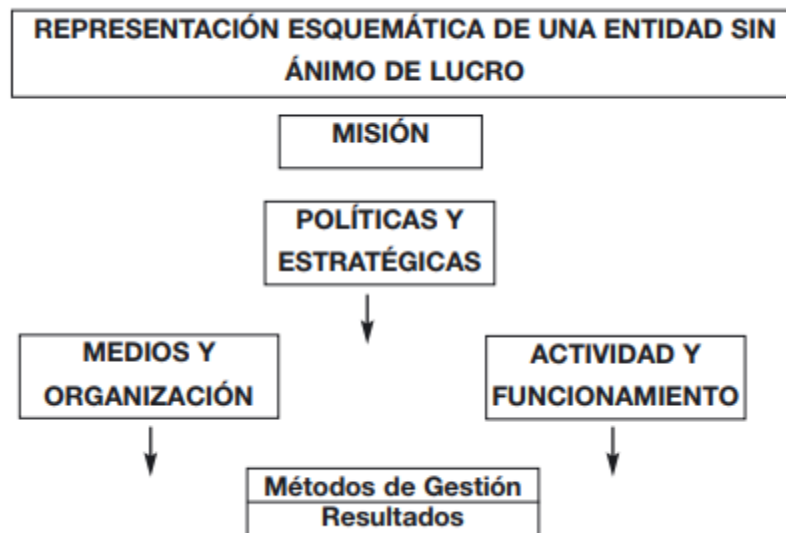 REPRESENTACIÓN ESQUEMÁTICA DE UNA ENTIDAD SIN
ÁNIMO DE LUCRO
MISIÓN
POLÍTICAS Y
ESTRATÉGICAS
MEDIOS Y
ORGANIZACIÓN
ACTIVIDAD Y
FUNCIONAMIENTO
Métodos de Gestión
Resultados